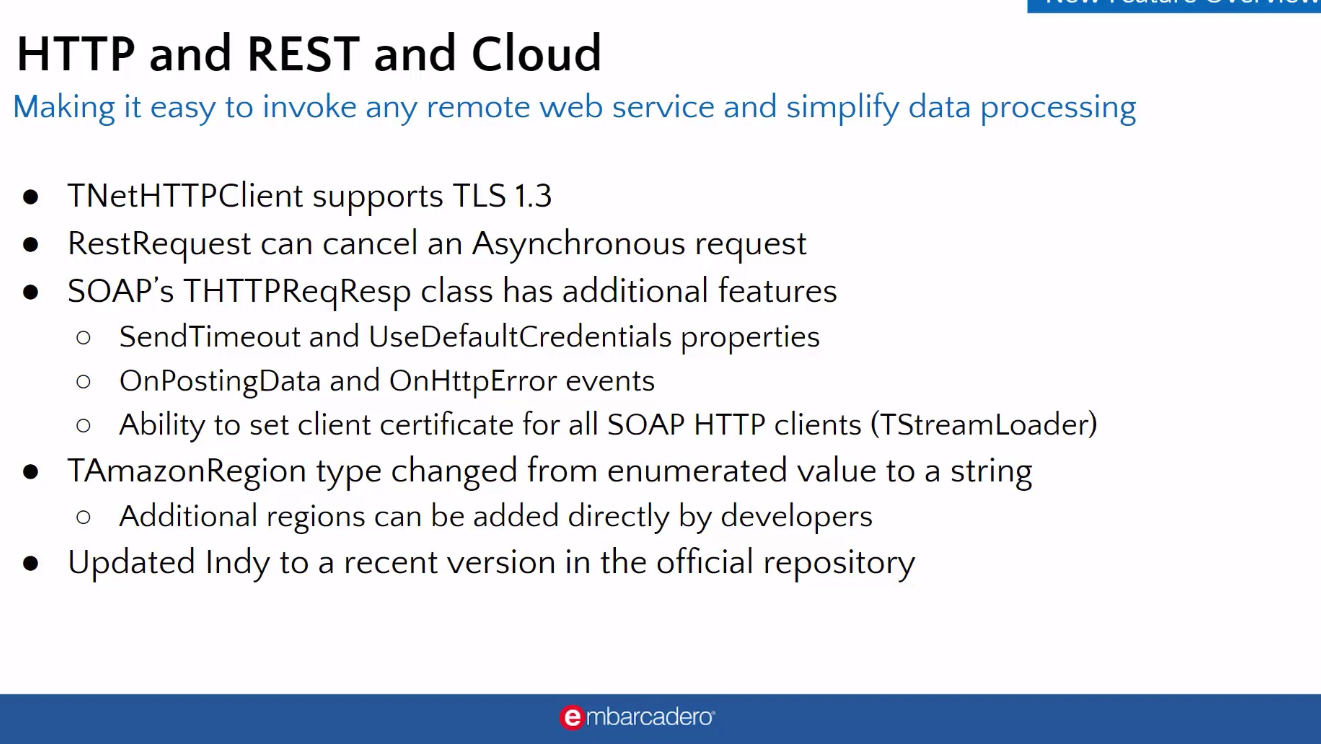 New Feature Overview
HTTP and REST and Cloud
Making it easy to invoke any remote web service and simplify data processing
● TNetHTTPClient supports TLS 1.3
● RestRequest can cancel an Asynchronous request
● SOAP’s THTTPReqResp class has additional features
○ SendTimeout and UseDefaultCredentials properties
○ OnPostingData and OnHttpError events
○ Ability to set client certificate for all SOAP HTTP clients (TStreamLoader)
● TAmazonRegion type changed from enumerated value to a string
○ Additional regions can be added directly by developers
● Updated Indy to a recent version in the official repository
embarcadero®